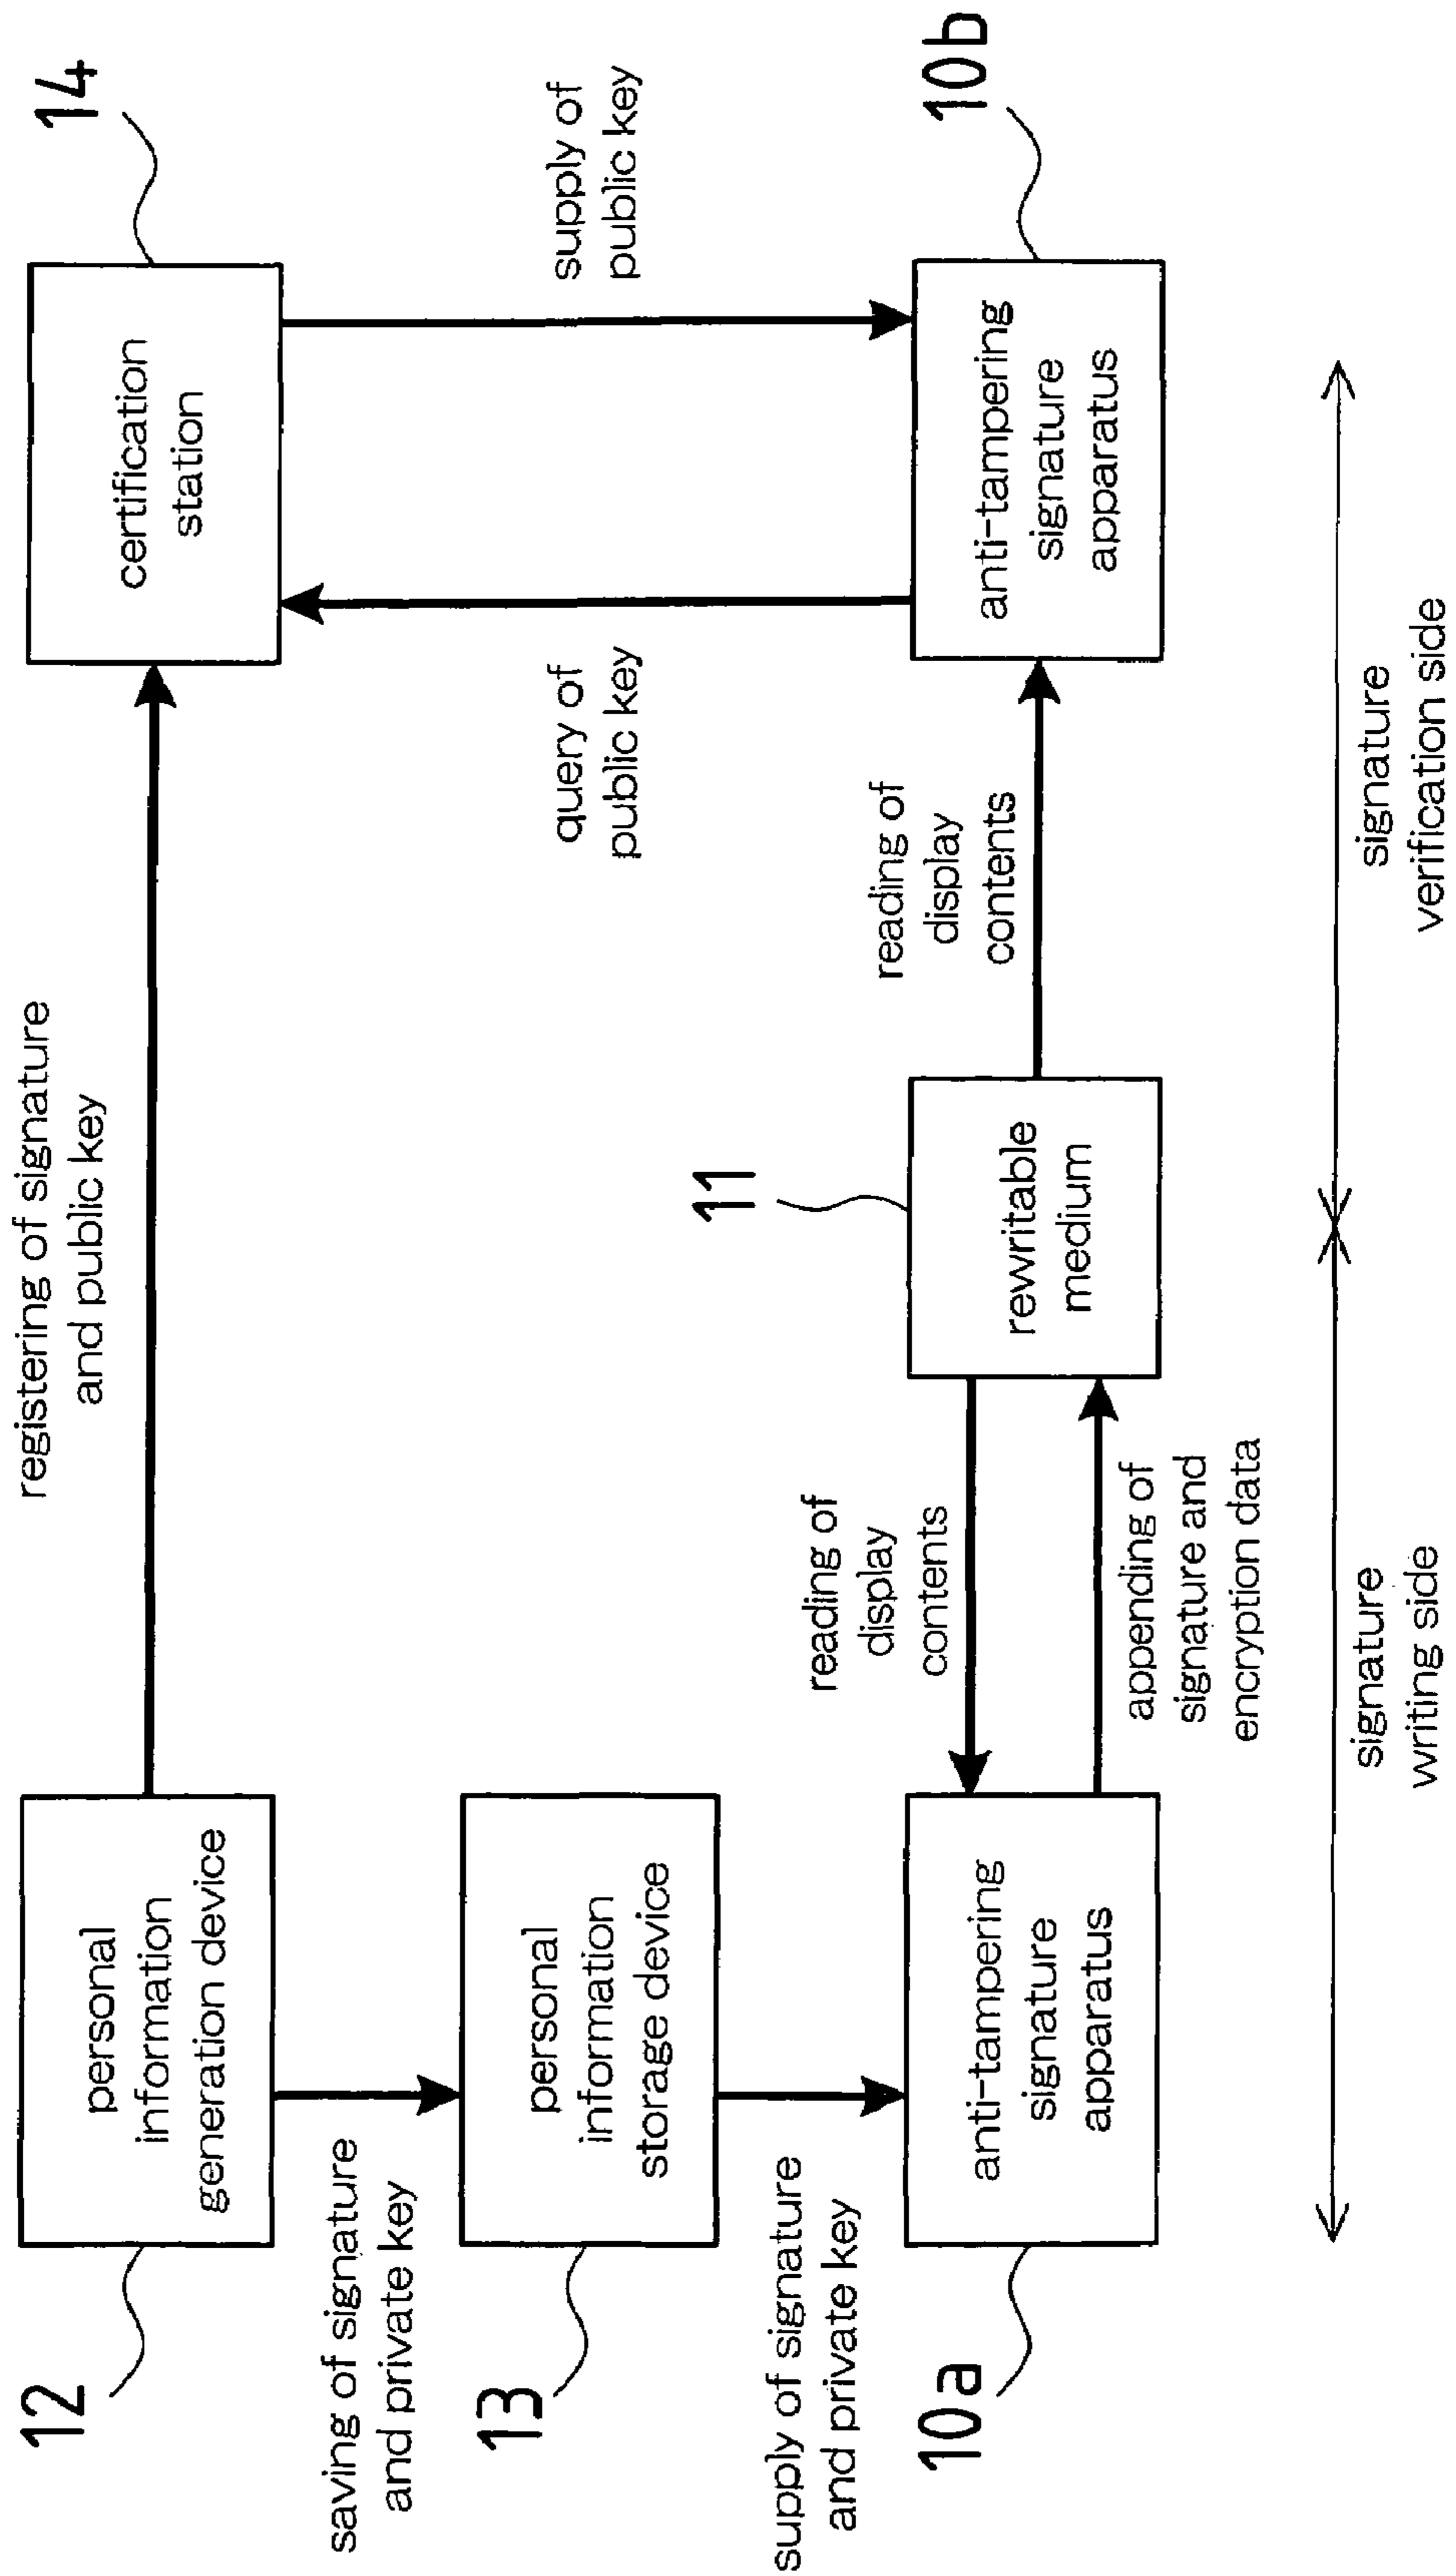 12
personal
information
generation device
registering of signature
and public key
14
certification
station
saving of signature
and private key
13
personal
information
storage device
query of
public key
supply of
public key
supply of signature
and private key
10a
anti-tampering
signature
apparatus
reading of
display
contents
appending of
signature and
encryption data
11
rewritable
medium
reading of
display
contents
10b
anti-tampering
signature
apparatus
signature
writing side
signature
verification side